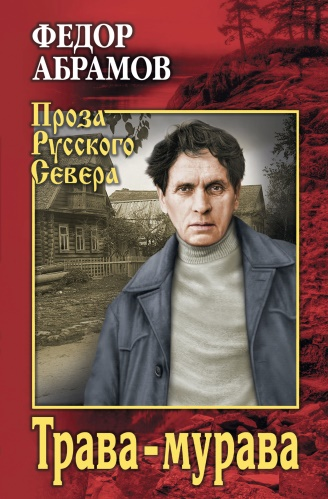 ФЕДОР
АБРАМОВ
Проза
Русского
Севера
Трава-мурава